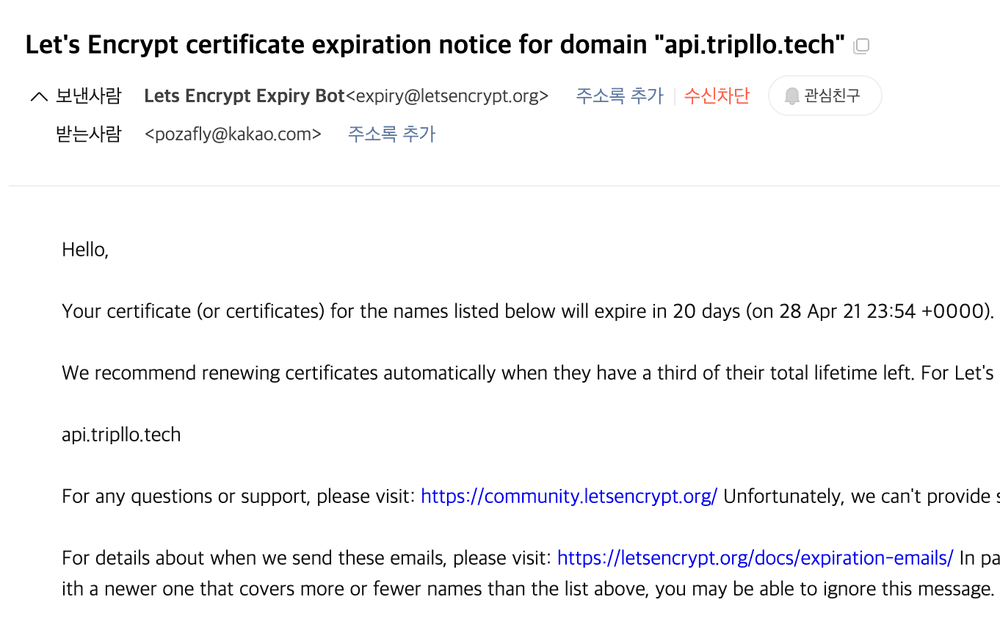 Let's Encrypt certificate expiration notice for domain "api.tripllo.tech"
보낸사람 Lets Encrypt Expiry Bot<expiry@letsencrypt.org> 주소록 추가 수신차단 관심친구
받는사람 <pozafly@kakao.com> 주소록 추가
Hello,
Your certificate (or certificates) for the names listed below will expire in 20 days (on 28 Apr 21 23:54 +0000).
We recommend renewing certificates automatically when they have a third of their total lifetime left. For Let's
api.tripllo.tech
For any questions or support, please visit: https://community.letsencrypt.org/ Unfortunately, we can't provide s
For details about when we send these emails, please visit: https://letsencrypt.org/docs/expiration-emails/ In pa
ith a newer one that covers more or fewer names than the list above, you may be able to ignore this message.